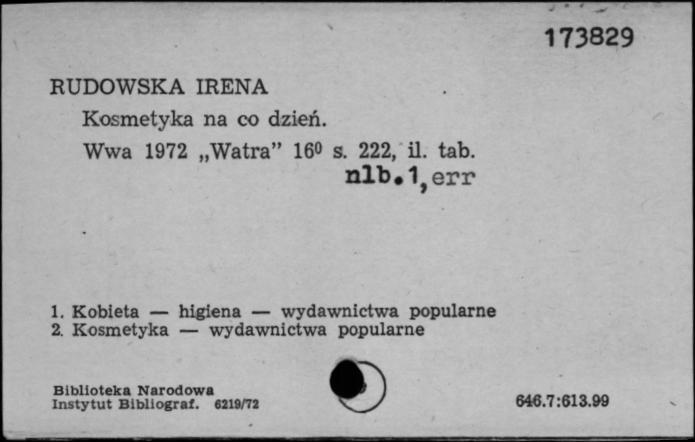 173829
RUDOWSKA IRENA
Kosmetyka na co dzień.
Wwa 1972 „Watra” 16⁰ s. 222, il. tab.
nlb.1, err
1. Kobieta — higiena — wydawnictwa popularne
2. Kosmetyka — wydawnictwa popularne
Biblioteka Narodowa
Instytut Bibliograf. 6219/72
646.7:613.99